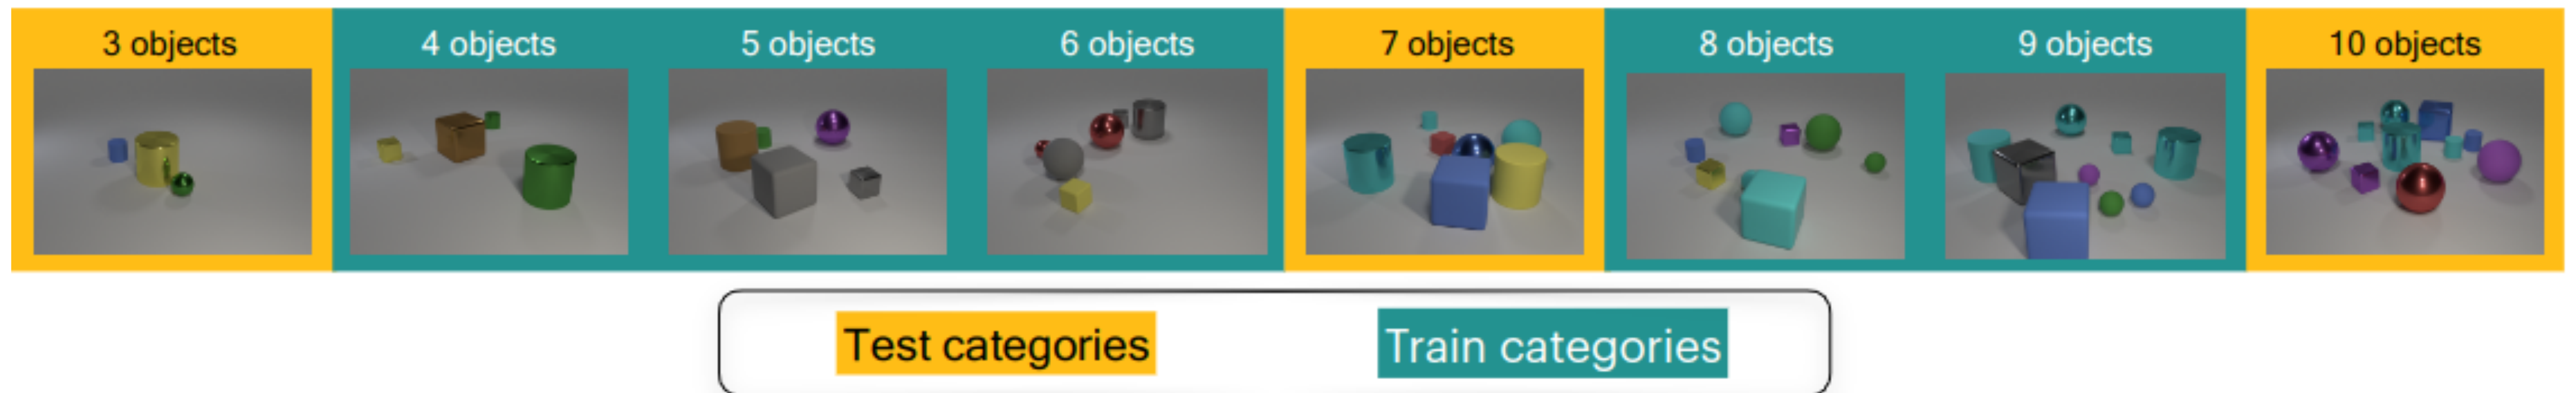 3 objects
4 objects
5 objects
6 objects
7 objects
8 objects
9 objects
10 objects
Test categories
Train categories